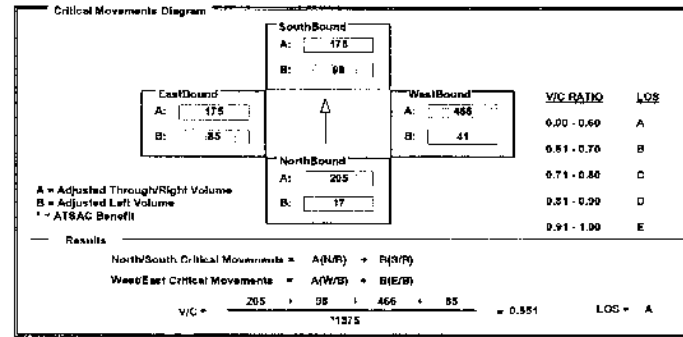 Critical Movements Diagram
SouthBound
A:
B: 98
EastBound
A: 175
B: 85
WestBound
A: 466
B: 41
NorthBound
A: 205
B: 17
V/C RATIO LOS
0.00 - 0.60 A
0.61 - 0.70 B
0.71 - 0.80 C
0.81 - 0.90 D
0.91 - 1.00 E
A = Adjusted Through/Right Volume
B = Adjusted Left Volume
* = ATSAC Benefit
Results
North/South Critical Movements = A(N/B) + B(S/B)
West/East Critical Movements = A(W/B) + B(E/B)
205 + 98 + 466 + 85
V/C = = 0.551 LOS = A
*1375